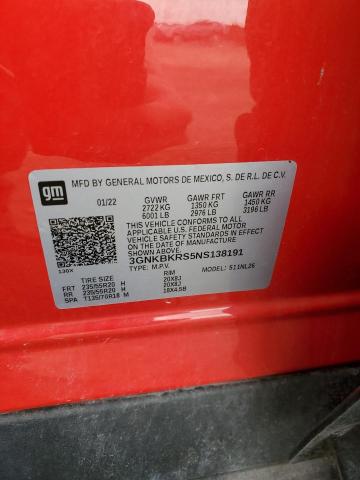 gm
MFD BY GENERAL MOTORS DE MEXICO, S. DE R.L. DE C.V.
01/22 GVWR GAWR FRT GAWR RR
2722 KG 1350 KG 1450 KG
6001 LB 2976 LB 3196 LB
THIS VEHICLE CONFORMS TO ALL APPLICABLE U.S. FEDERAL MOTOR
VEHICLE SAFETY STANDARDS IN EFFECT ON THE
DATE OF MANUFACTURE SHOWN ABOVE.
3GNKBKRS5NS138191
TYPE: M.P.V. MODEL: 511NL26
130X
TIRE SIZE RIM
FRT 235/55R20 H 20X8J
RR 235/55R20 H 20X8J
SPA T135/70R18 M 18X4.5B